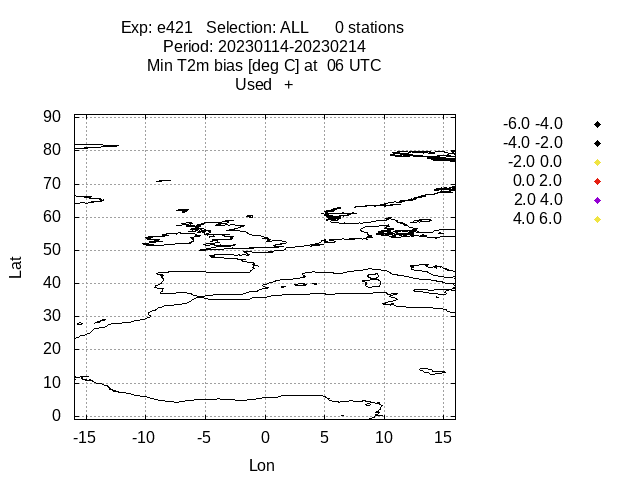 Exp: e421   Selection: ALL      0 stations
Period: 20230114-20230214
Min T2m bias [deg C] at  06 UTC
Used   +
-6.0 -4.0
-4.0 -2.0
-2.0 0.0
0.0 2.0
2.0 4.0
4.0 6.0
90
80
70
60
50
40
30
20
10
0
Lat
-15 -10 -5 0 5 10 15
Lon